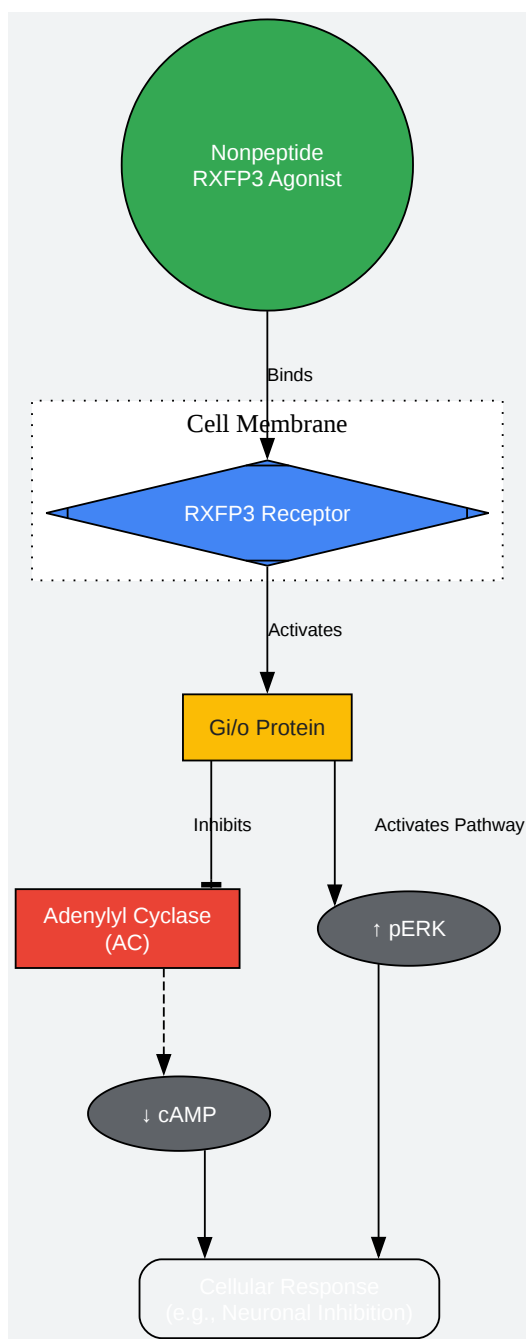 Nonpeptide
RXFP3 Agonist
Binds
Cell Membrane
RXFP3 Receptor
Activates
Gi/o Protein
Inhibits
Activates Pathway
Adenylyl Cyclase
(AC)
↑ pERK
↓ cAMP
Cellular Response
(e.g., Neuronal Inhibition)